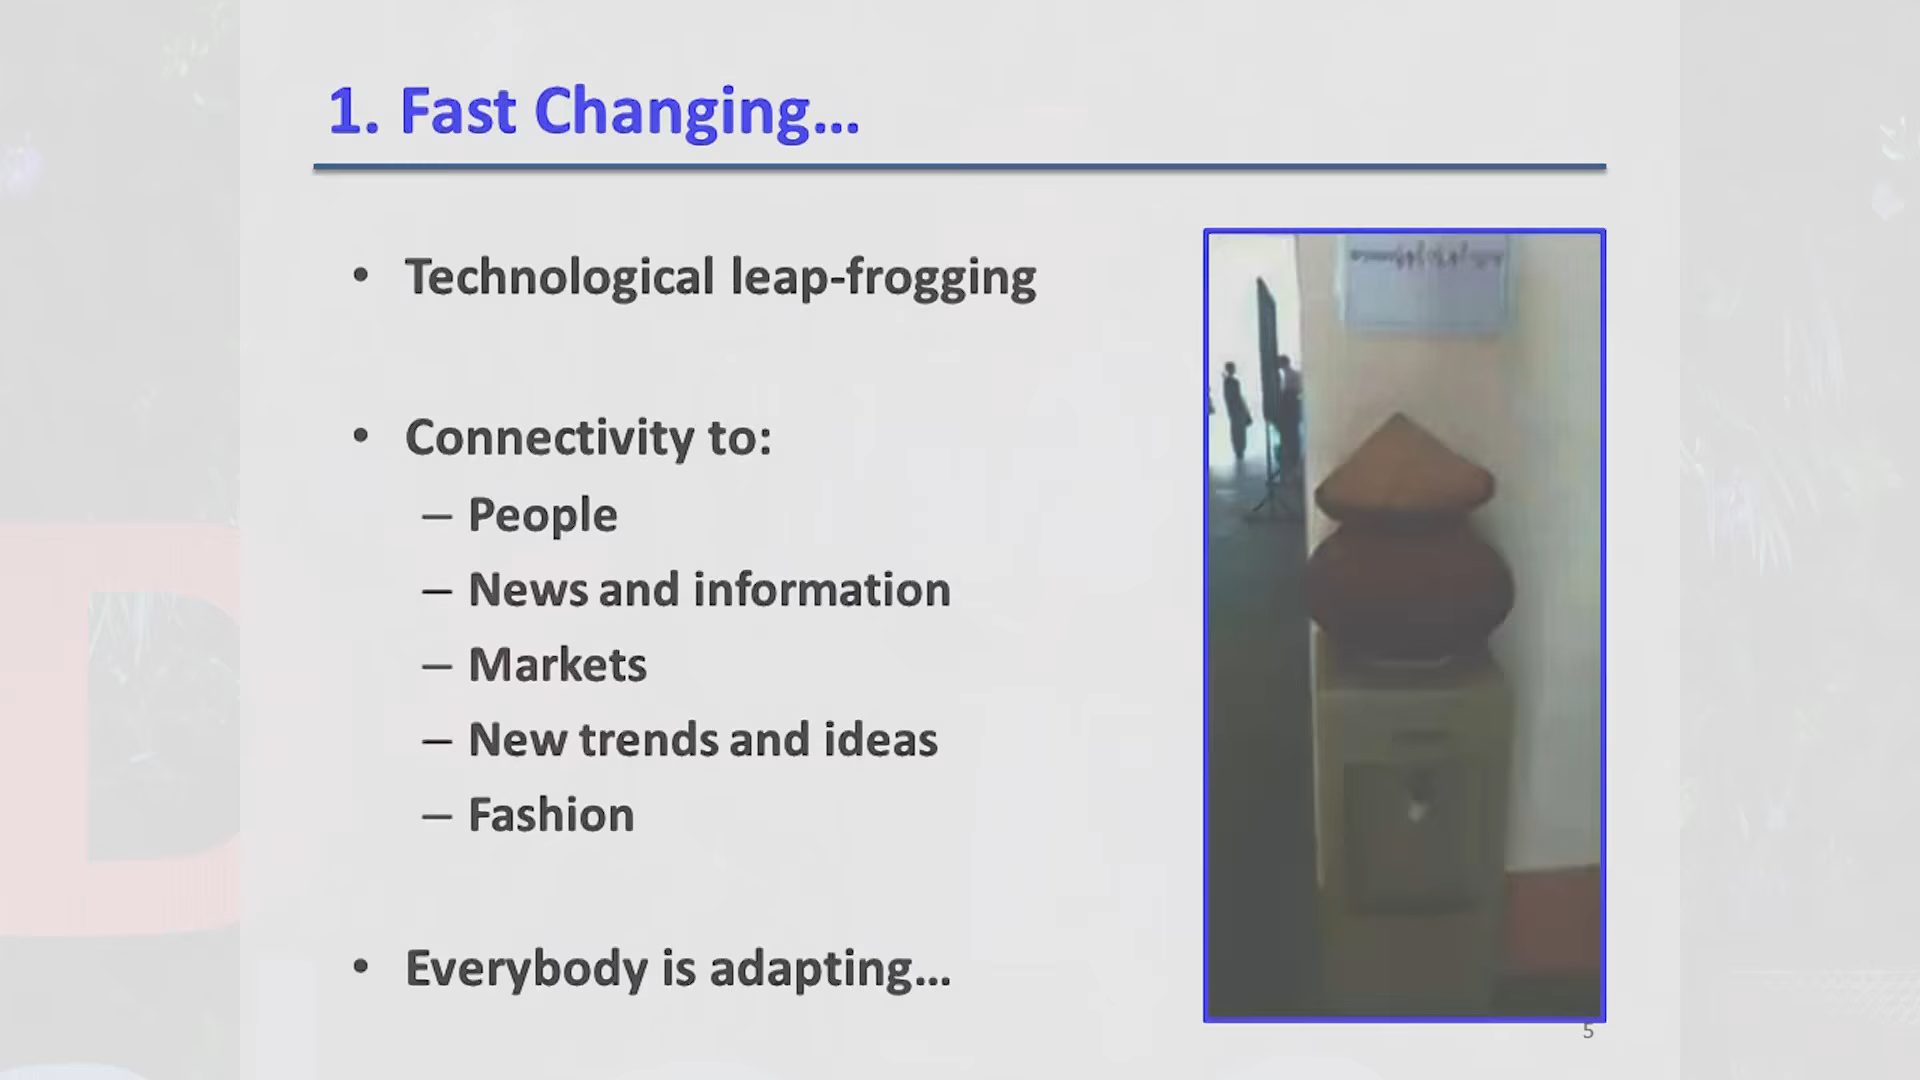 1. Fast Changing...
• Technological leap-frogging
• Connectivity to:
– People
– News and information
– Markets
– New trends and ideas
– Fashion
• Everybody is adapting...
5